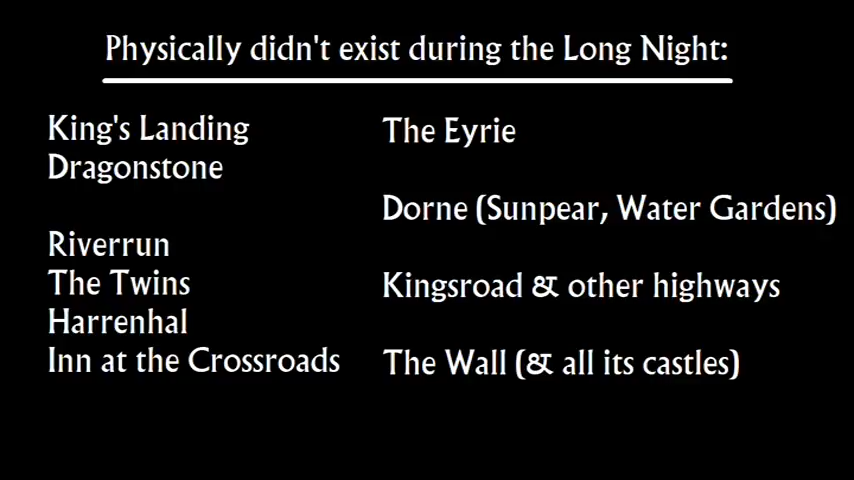 Physically didn't exist during the Long Night:
King's Landing
Dragonstone
Riverrun
The Twins
Harrenhal
Inn at the Crossroads
The Eyrie
Dorne (Sunpear, Water Gardens)
Kingsroad & other highways
The Wall (& all its castles)